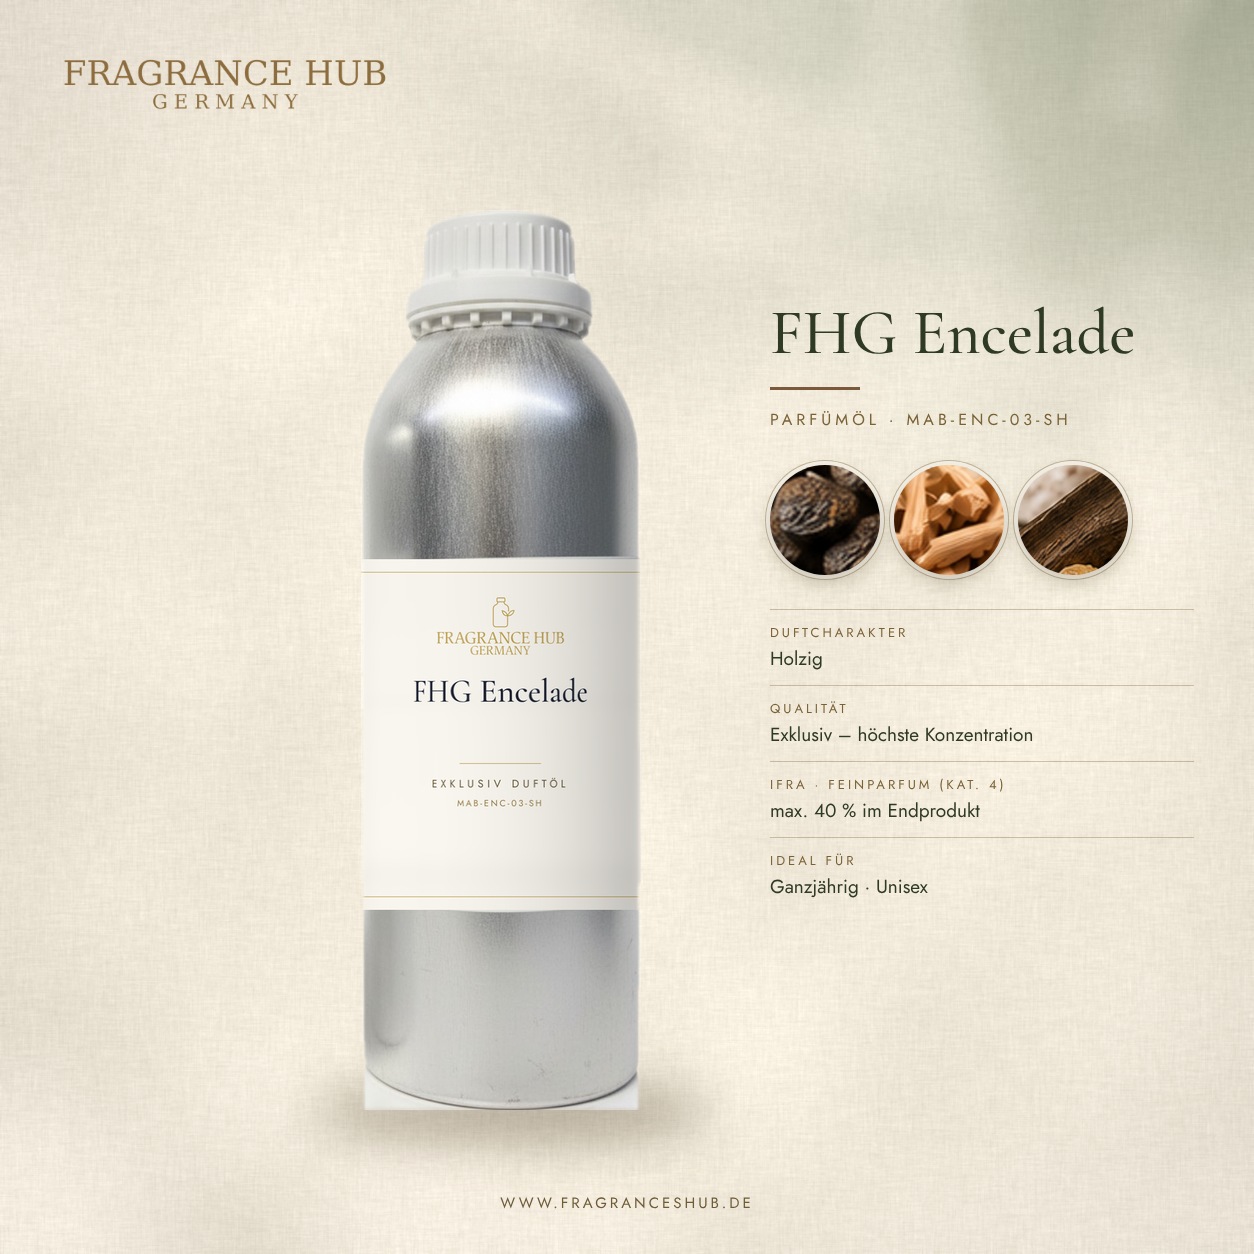 FRAGRANCE HUB
GERMANY
FHG Encelade
PARFÜMÖL · MAB-ENC-03-SH
DUFTCHARAKTER
Holzig
QUALITÄT
Exklusiv – höchste Konzentration
IFRA · FEINPARFUM (KAT. 4)
max. 40 % im Endprodukt
IDEAL FÜR
Ganzjährig · Unisex
FRAGRANCE HUB
GERMANY
FHG Encelade
EXKLUSIV DUFTÖL
MAB-ENC-03-SH
WWW.FRAGRANCESHUB.DE